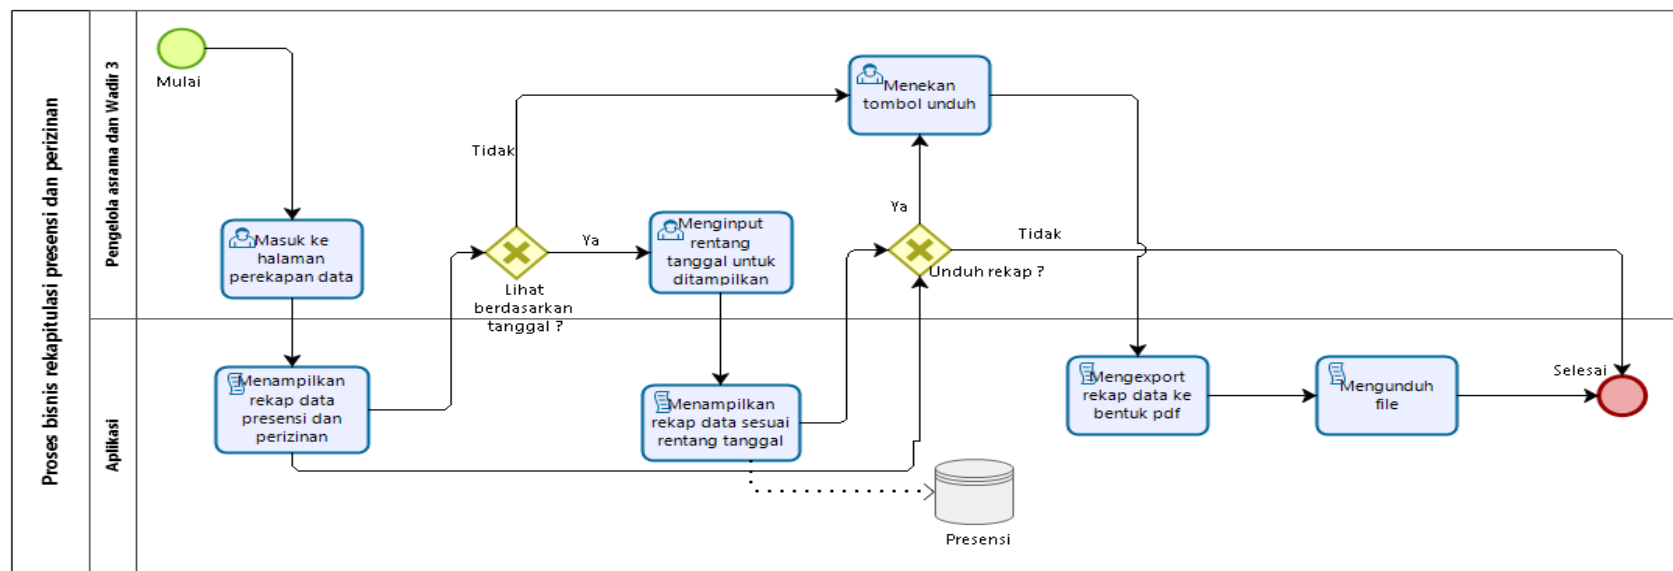 Proses bisnis rekapitulasi presensi dan perizinan
Pengelola asrama dan Wadir 3
Mulai
Masuk ke
halaman
perekapan data
Tidak
Lihat
berdasarkan
tanggal ?
Ya
Menginput
rentang
tanggal untuk
ditampilkan
Menekan
tombol unduh
Ya
Unduh rekap ?
Tidak
Aplikasi
Menampilkan
rekap data
presensi dan
perizinan
Menampilkan
rekap data sesuai
rentang tanggal
Presensi
Mengexport
rekap data ke
bentuk pdf
Mengunduh
file
Selesai